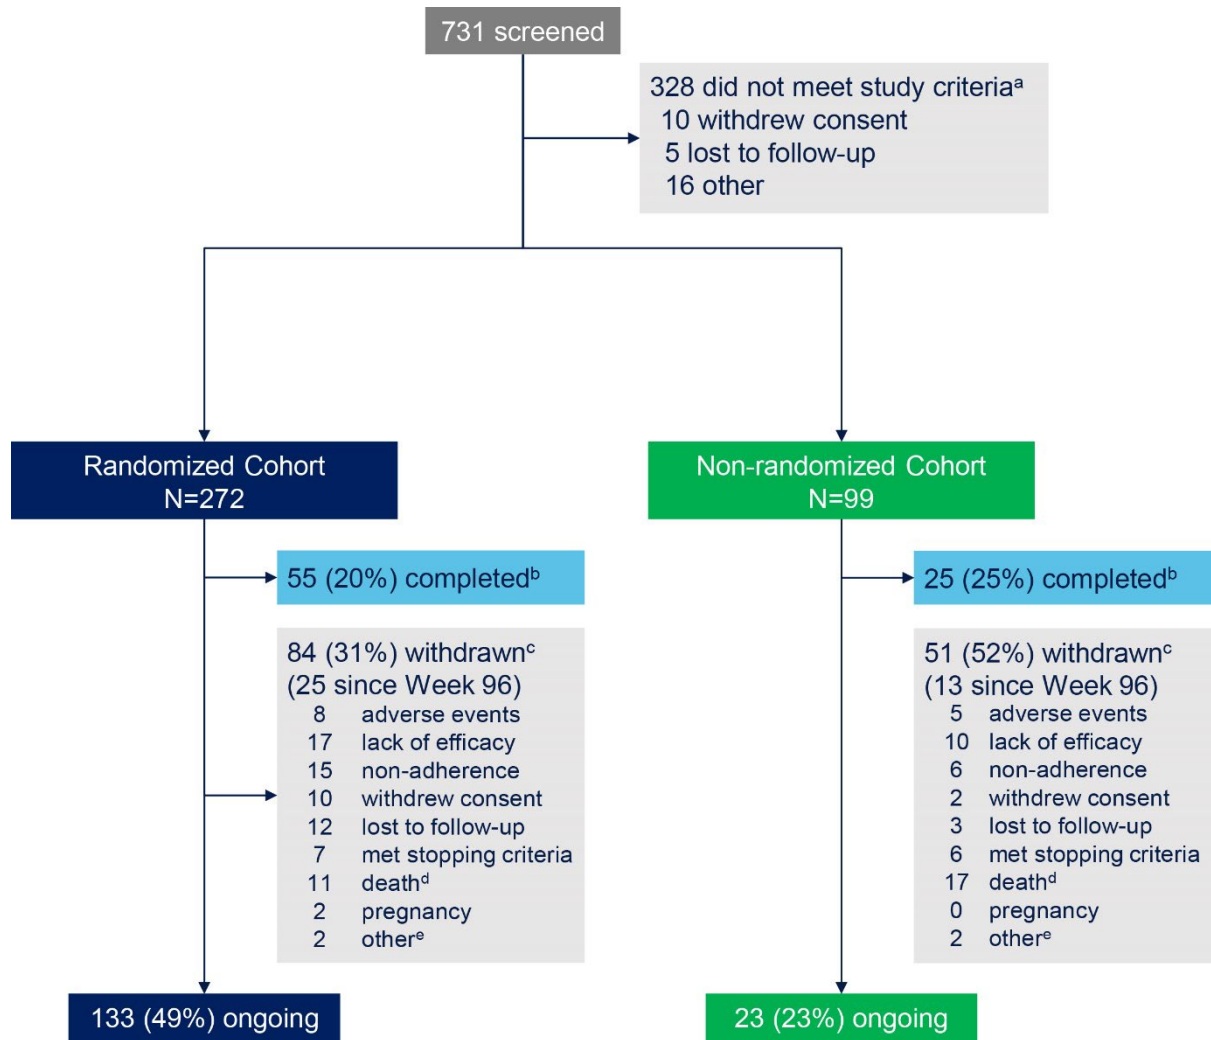 731 screened
328 did not meet study criteriaᵃ
10 withdrew consent
5 lost to follow-up
16 other
Randomized Cohort
N=272
55 (20%) completedᵇ
84 (31%) withdrawnᶜ
(25 since Week 96)
8 adverse events
17 lack of efficacy
15 non-adherence
10 withdrew consent
12 lost to follow-up
7 met stopping criteria
11 deathᵈ
2 pregnancy
2 otherᵉ
133 (49%) ongoing
Non-randomized Cohort
N=99
25 (25%) completedᵇ
51 (52%) withdrawnᶜ
(13 since Week 96)
5 adverse events
10 lack of efficacy
6 non-adherence
2 withdrew consent
3 lost to follow-up
6 met stopping criteria
17 deathᵈ
0 pregnancy
2 otherᵉ
23 (23%) ongoing